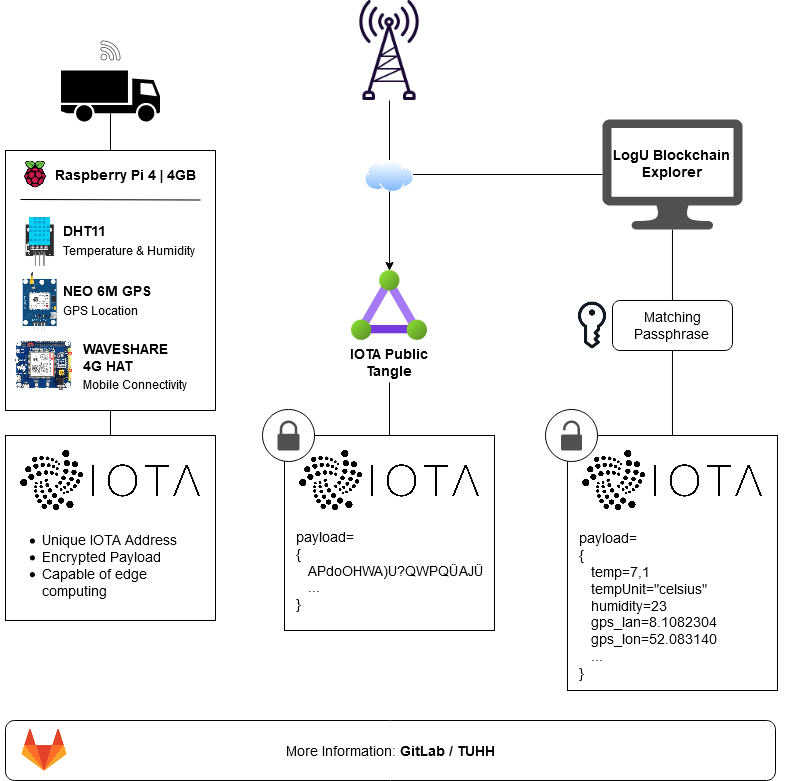 Raspberry Pi 4 | 4GB
DHT11
Temperature & Humidity
NEO 6M GPS
GPS Location
WAVESHARE
4G HAT
Mobile Connectivity
IOTA
Unique IOTA Address
Encrypted Payload
Capable of edge
computing
IOTA Public
Tangle
IOTA
payload=
{
APdoOHWA)U?QWPQÜAJÜ
...
}
LogU Blockchain
Explorer
Matching
Passphrase
IOTA
payload=
{
temp=7,1
tempUnit="celsius"
humidity=23
gps_lan=8.1082304
gps_lon=52.083140
...
}
More Information: GitLab / TUHH